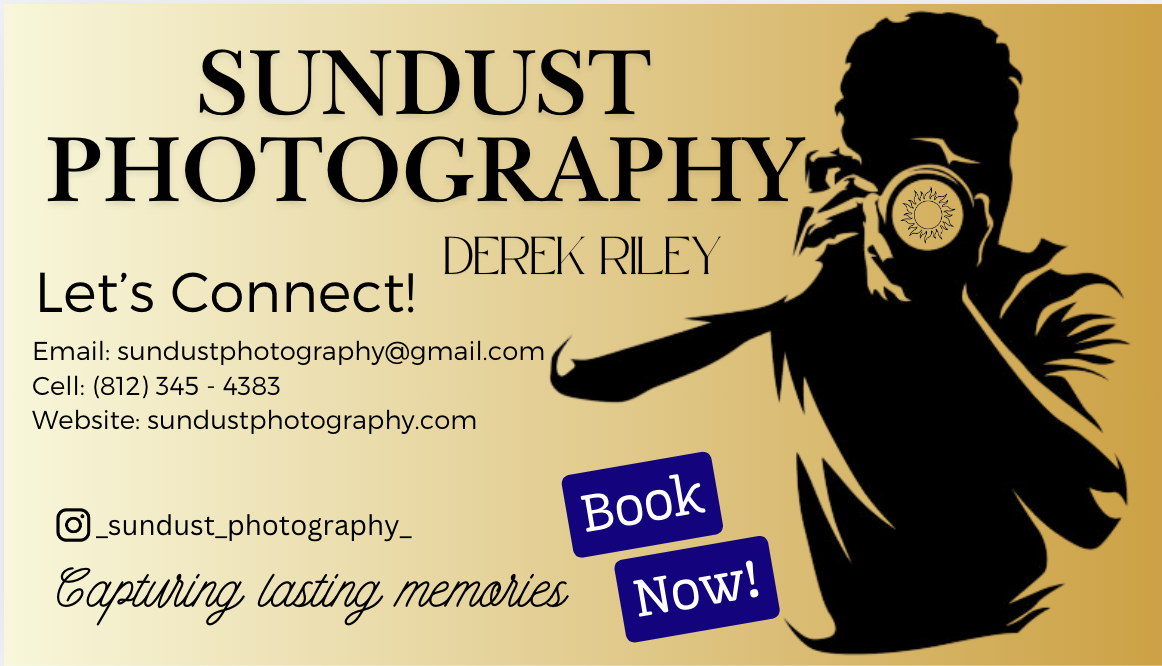 SUNDUST
PHOTOGRAPHY
DEREK RILEY
Let's Connect!
Email: sundustphotography@gmail.com
Cell: (812) 345 - 4383
Website: sundustphotography.com
_sundust_photography_
Capturing lasting memories
Book
Now!